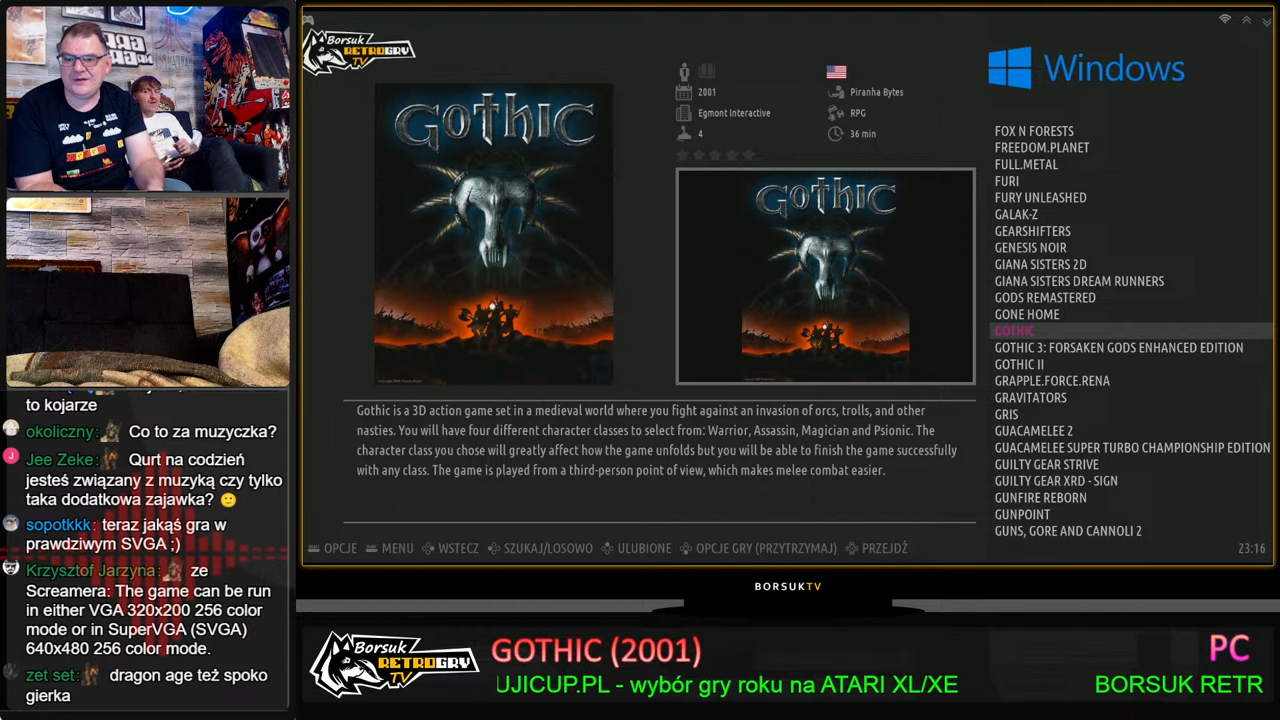 to kojarze
okoliczny: Co to za muzyczka?
Jee Zeke: Qurt na codzień
jesteś związany z muzyką czy tylko
taka dodatkowa zajawka? 🙂
sopotkkk: teraz jakąś gra w
prawdziwym SVGA ;)
Krzysztof Jarzyna: ze
Screamera: The game can be run
in either VGA 320x200 256 color
mode or in SuperVGA (SVGA)
640x480 256 color mode.
zet set: dragon age też spoko
gierka
Borsuk
RETROGRY
TV
GOTHIC
GOTHIC
2001
Piranha Bytes
Egmont Interactive
RPG
4
36 min
Gothic is a 3D action game set in a medieval world where you fight against an invasion of orcs, trolls, and other
nasties. You will have four different character classes to select from: Warrior, Assassin, Magician and Psionic. The
character class you chose will greatly affect how the game unfolds but you will be able to finish the game successfully
with any class. The game is played from a third-person point of view, which makes melee combat easier.
Windows
FOX N FORESTS
FREEDOM.PLANET
FULL.METAL
FURI
FURY UNLEASHED
GALAK-Z
GEARSHIFTERS
GENESIS NOIR
GIANA SISTERS 2D
GIANA SISTERS DREAM RUNNERS
GODS REMASTERED
GONE HOME
GOTHIC
GOTHIC 3: FORSAKEN GODS ENHANCED EDITION
GOTHIC II
GRAPPLE.FORCE.RENA
GRAVITATORS
GRIS
GUACAMELEE 2
GUACAMELEE SUPER TURBO CHAMPIONSHIP EDITION
GUILTY GEAR STRIVE
GUILTY GEAR XRD - SIGN
GUNFIRE REBORN
GUNPOINT
GUNS, GORE AND CANNOLI 2
OPCJE MENU WSTECZ SZUKAJ/LOSOWO ULUBIONE OPCJE GRY (PRZYTRZYMAJ) PRZEJDŹ
23:16
BORSUKTV
Borsuk
RETROGRY
TV
GOTHIC (2001)
PC
UJICUP.PL - wybór gry roku na ATARI XL/XE
BORSUK RETR